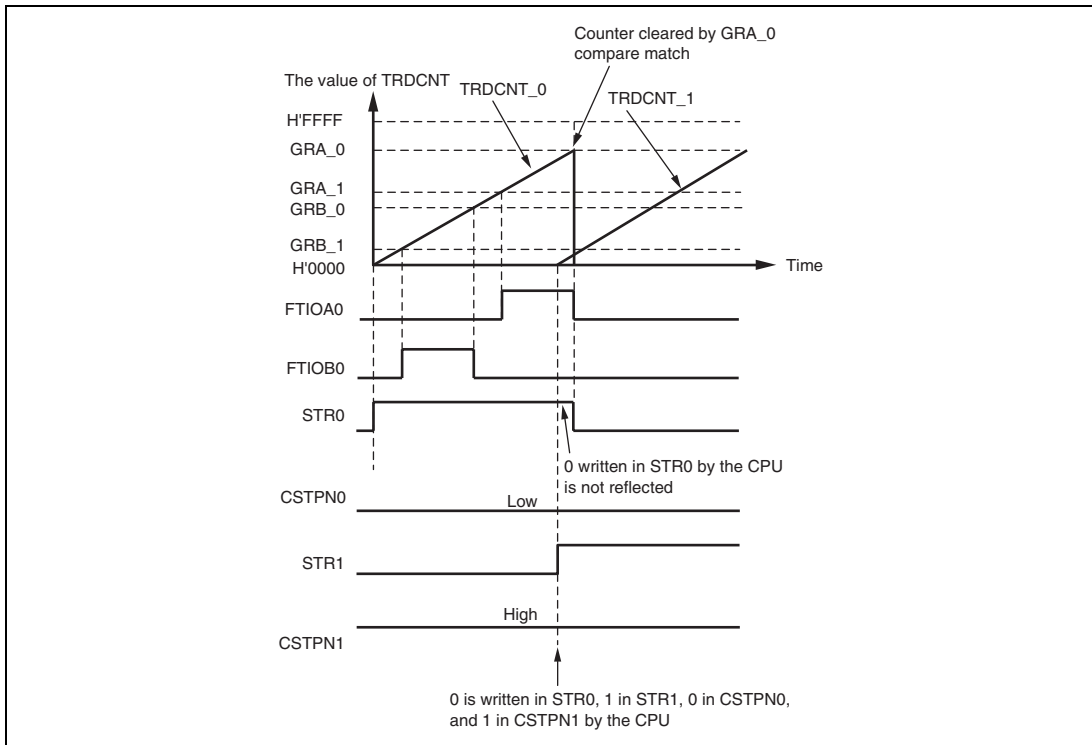 Counter cleared by GRA_0
compare match
The value of TRDCNT
TRDCNT_0
TRDCNT_1
H'FFFF
GRA_0
GRA_1
GRB_0
GRB_1
H'0000
Time
FTIOA0
FTIOB0
STR0
0 written in STR0 by the CPU
is not reflected
CSTPN0
Low
STR1
High
CSTPN1
0 is written in STR0, 1 in STR1, 0 in CSTPN0,
and 1 in CSTPN1 by the CPU